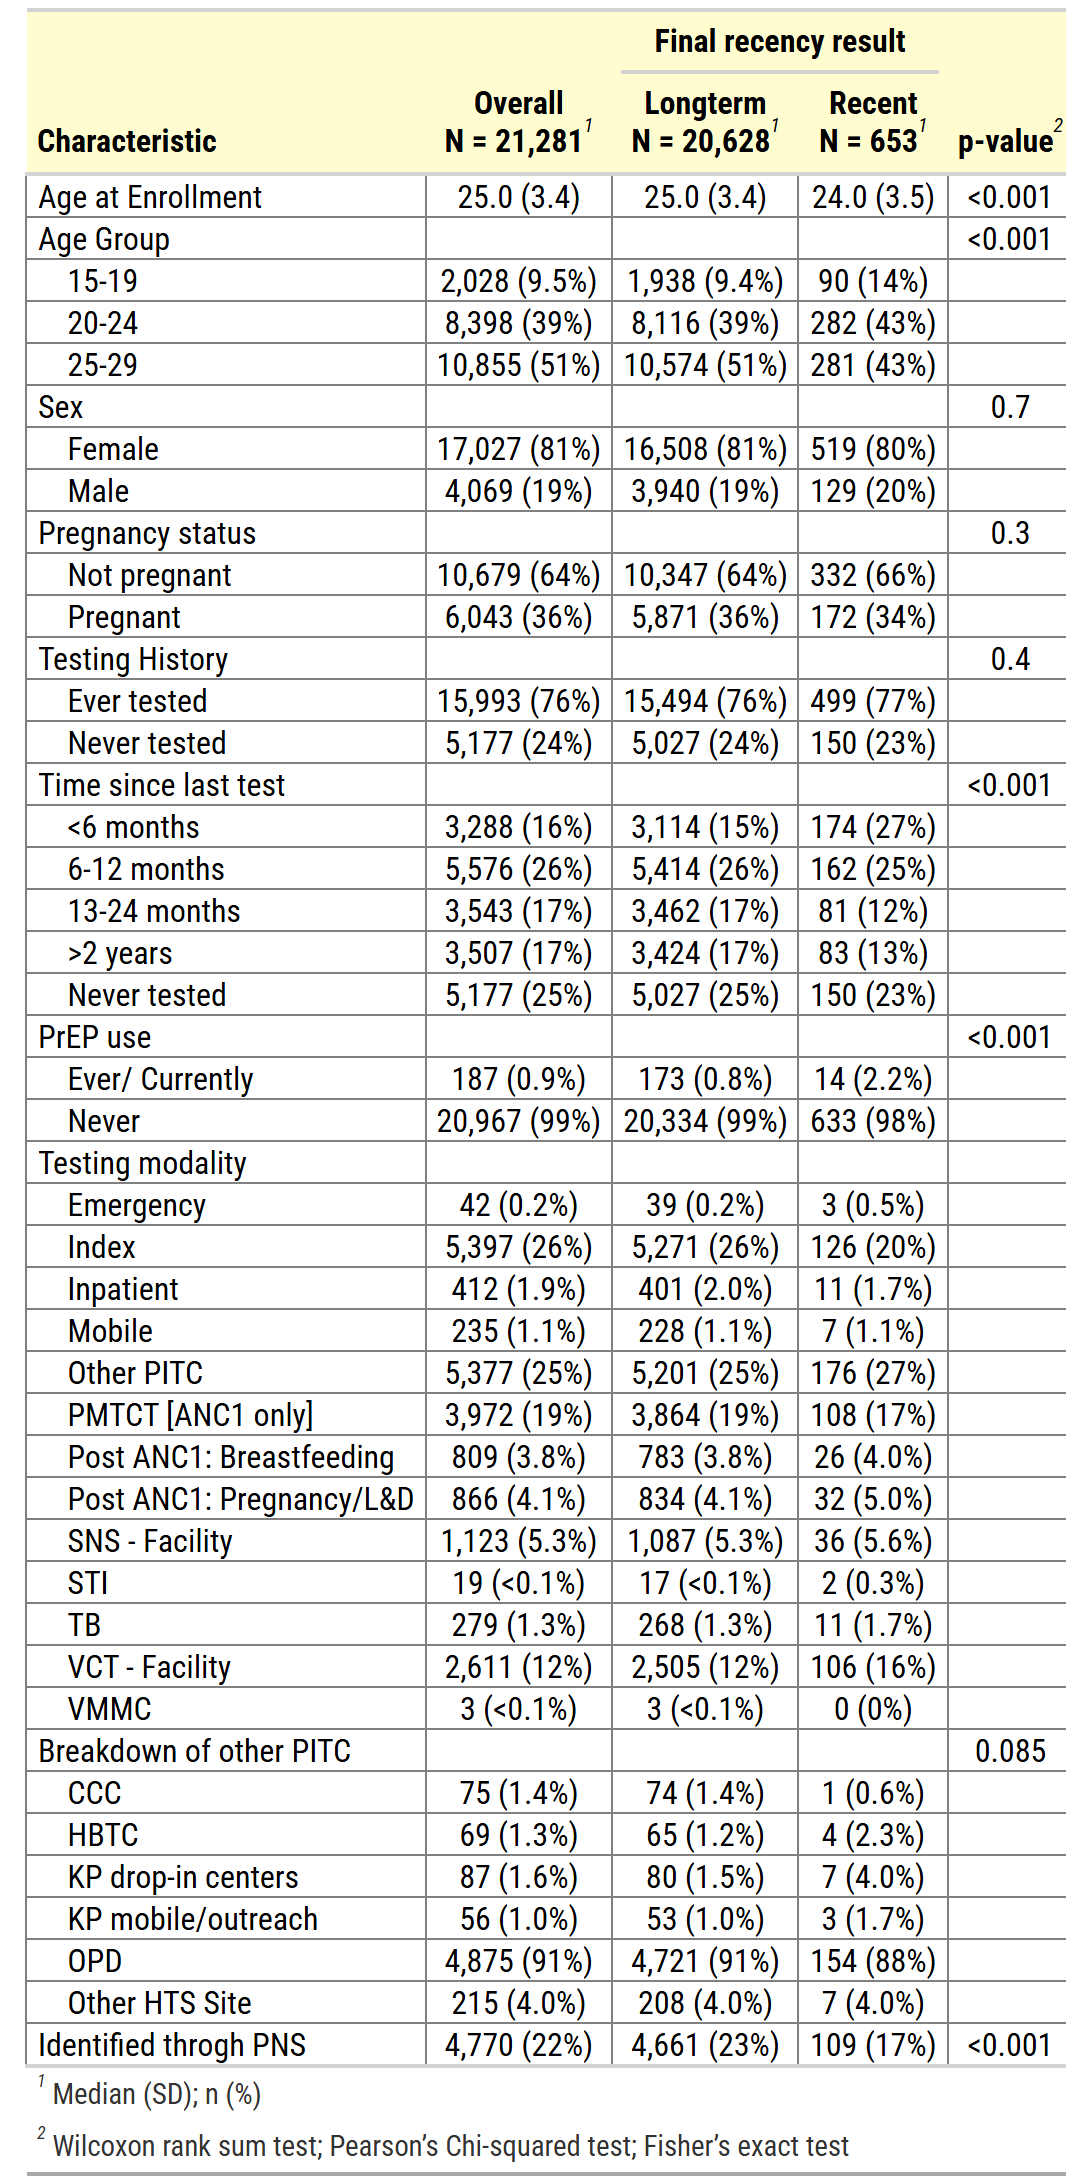 Final recency result
Characteristic Overall N = 21,281¹ Longterm N = 20,628¹ Recent N = 653¹ p-value²
Age at Enrollment 25.0 (3.4) 25.0 (3.4) 24.0 (3.5) <0.001
Age Group <0.001
15-19 2,028 (9.5%) 1,938 (9.4%) 90 (14%)
20-24 8,398 (39%) 8,116 (39%) 282 (43%)
25-29 10,855 (51%) 10,574 (51%) 281 (43%)
Sex 0.7
Female 17,027 (81%) 16,508 (81%) 519 (80%)
Male 4,069 (19%) 3,940 (19%) 129 (20%)
Pregnancy status 0.3
Not pregnant 10,679 (64%) 10,347 (64%) 332 (66%)
Pregnant 6,043 (36%) 5,871 (36%) 172 (34%)
Testing History 0.4
Ever tested 15,993 (76%) 15,494 (76%) 499 (77%)
Never tested 5,177 (24%) 5,027 (24%) 150 (23%)
Time since last test <0.001
<6 months 3,288 (16%) 3,114 (15%) 174 (27%)
6-12 months 5,576 (26%) 5,414 (26%) 162 (25%)
13-24 months 3,543 (17%) 3,462 (17%) 81 (12%)
>2 years 3,507 (17%) 3,424 (17%) 83 (13%)
Never tested 5,177 (25%) 5,027 (25%) 150 (23%)
PrEP use <0.001
Ever/ Currently 187 (0.9%) 173 (0.8%) 14 (2.2%)
Never 20,967 (99%) 20,334 (99%) 633 (98%)
Testing modality
Emergency 42 (0.2%) 39 (0.2%) 3 (0.5%)
Index 5,397 (26%) 5,271 (26%) 126 (20%)
Inpatient 412 (1.9%) 401 (2.0%) 11 (1.7%)
Mobile 235 (1.1%) 228 (1.1%) 7 (1.1%)
Other PITC 5,377 (25%) 5,201 (25%) 176 (27%)
PMTCT [ANC1 only] 3,972 (19%) 3,864 (19%) 108 (17%)
Post ANC1: Breastfeeding 809 (3.8%) 783 (3.8%) 26 (4.0%)
Post ANC1: Pregnancy/L&D 866 (4.1%) 834 (4.1%) 32 (5.0%)
SNS - Facility 1,123 (5.3%) 1,087 (5.3%) 36 (5.6%)
STI 19 (<0.1%) 17 (<0.1%) 2 (0.3%)
TB 279 (1.3%) 268 (1.3%) 11 (1.7%)
VCT - Facility 2,611 (12%) 2,505 (12%) 106 (16%)
VMMC 3 (<0.1%) 3 (<0.1%) 0 (0%)
Breakdown of other PITC 0.085
CCC 75 (1.4%) 74 (1.4%) 1 (0.6%)
HBTC 69 (1.3%) 65 (1.2%) 4 (2.3%)
KP drop-in centers 87 (1.6%) 80 (1.5%) 7 (4.0%)
KP mobile/outreach 56 (1.0%) 53 (1.0%) 3 (1.7%)
OPD 4,875 (91%) 4,721 (91%) 154 (88%)
Other HTS Site 215 (4.0%) 208 (4.0%) 7 (4.0%)
Identified throgh PNS 4,770 (22%) 4,661 (23%) 109 (17%) <0.001
¹ Median (SD); n (%)
² Wilcoxon rank sum test; Pearson’s Chi-squared test; Fisher’s exact test